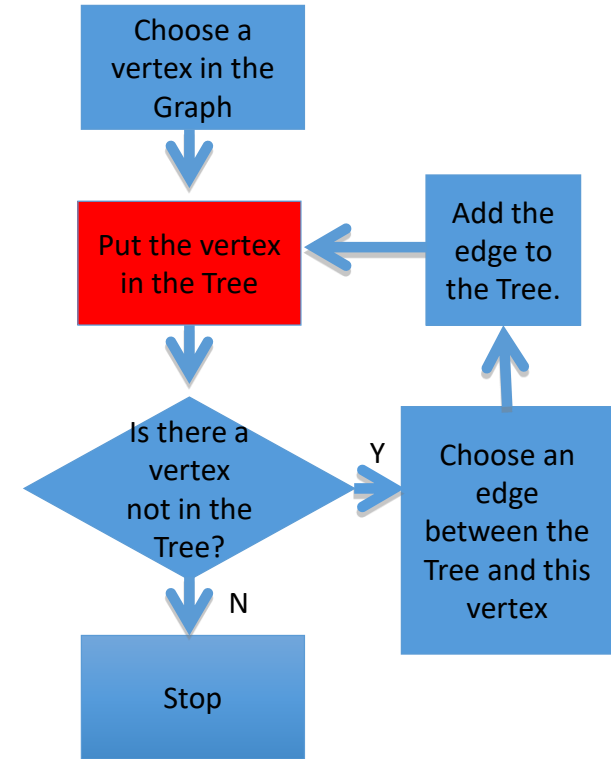 Choose a
vertex in the
Graph
Put the vertex
in the Tree
Add the
edge to
the Tree.
Is there a
vertex
not in the
Tree?
Y
Choose an
edge
between the
Tree and this
vertex
N
Stop